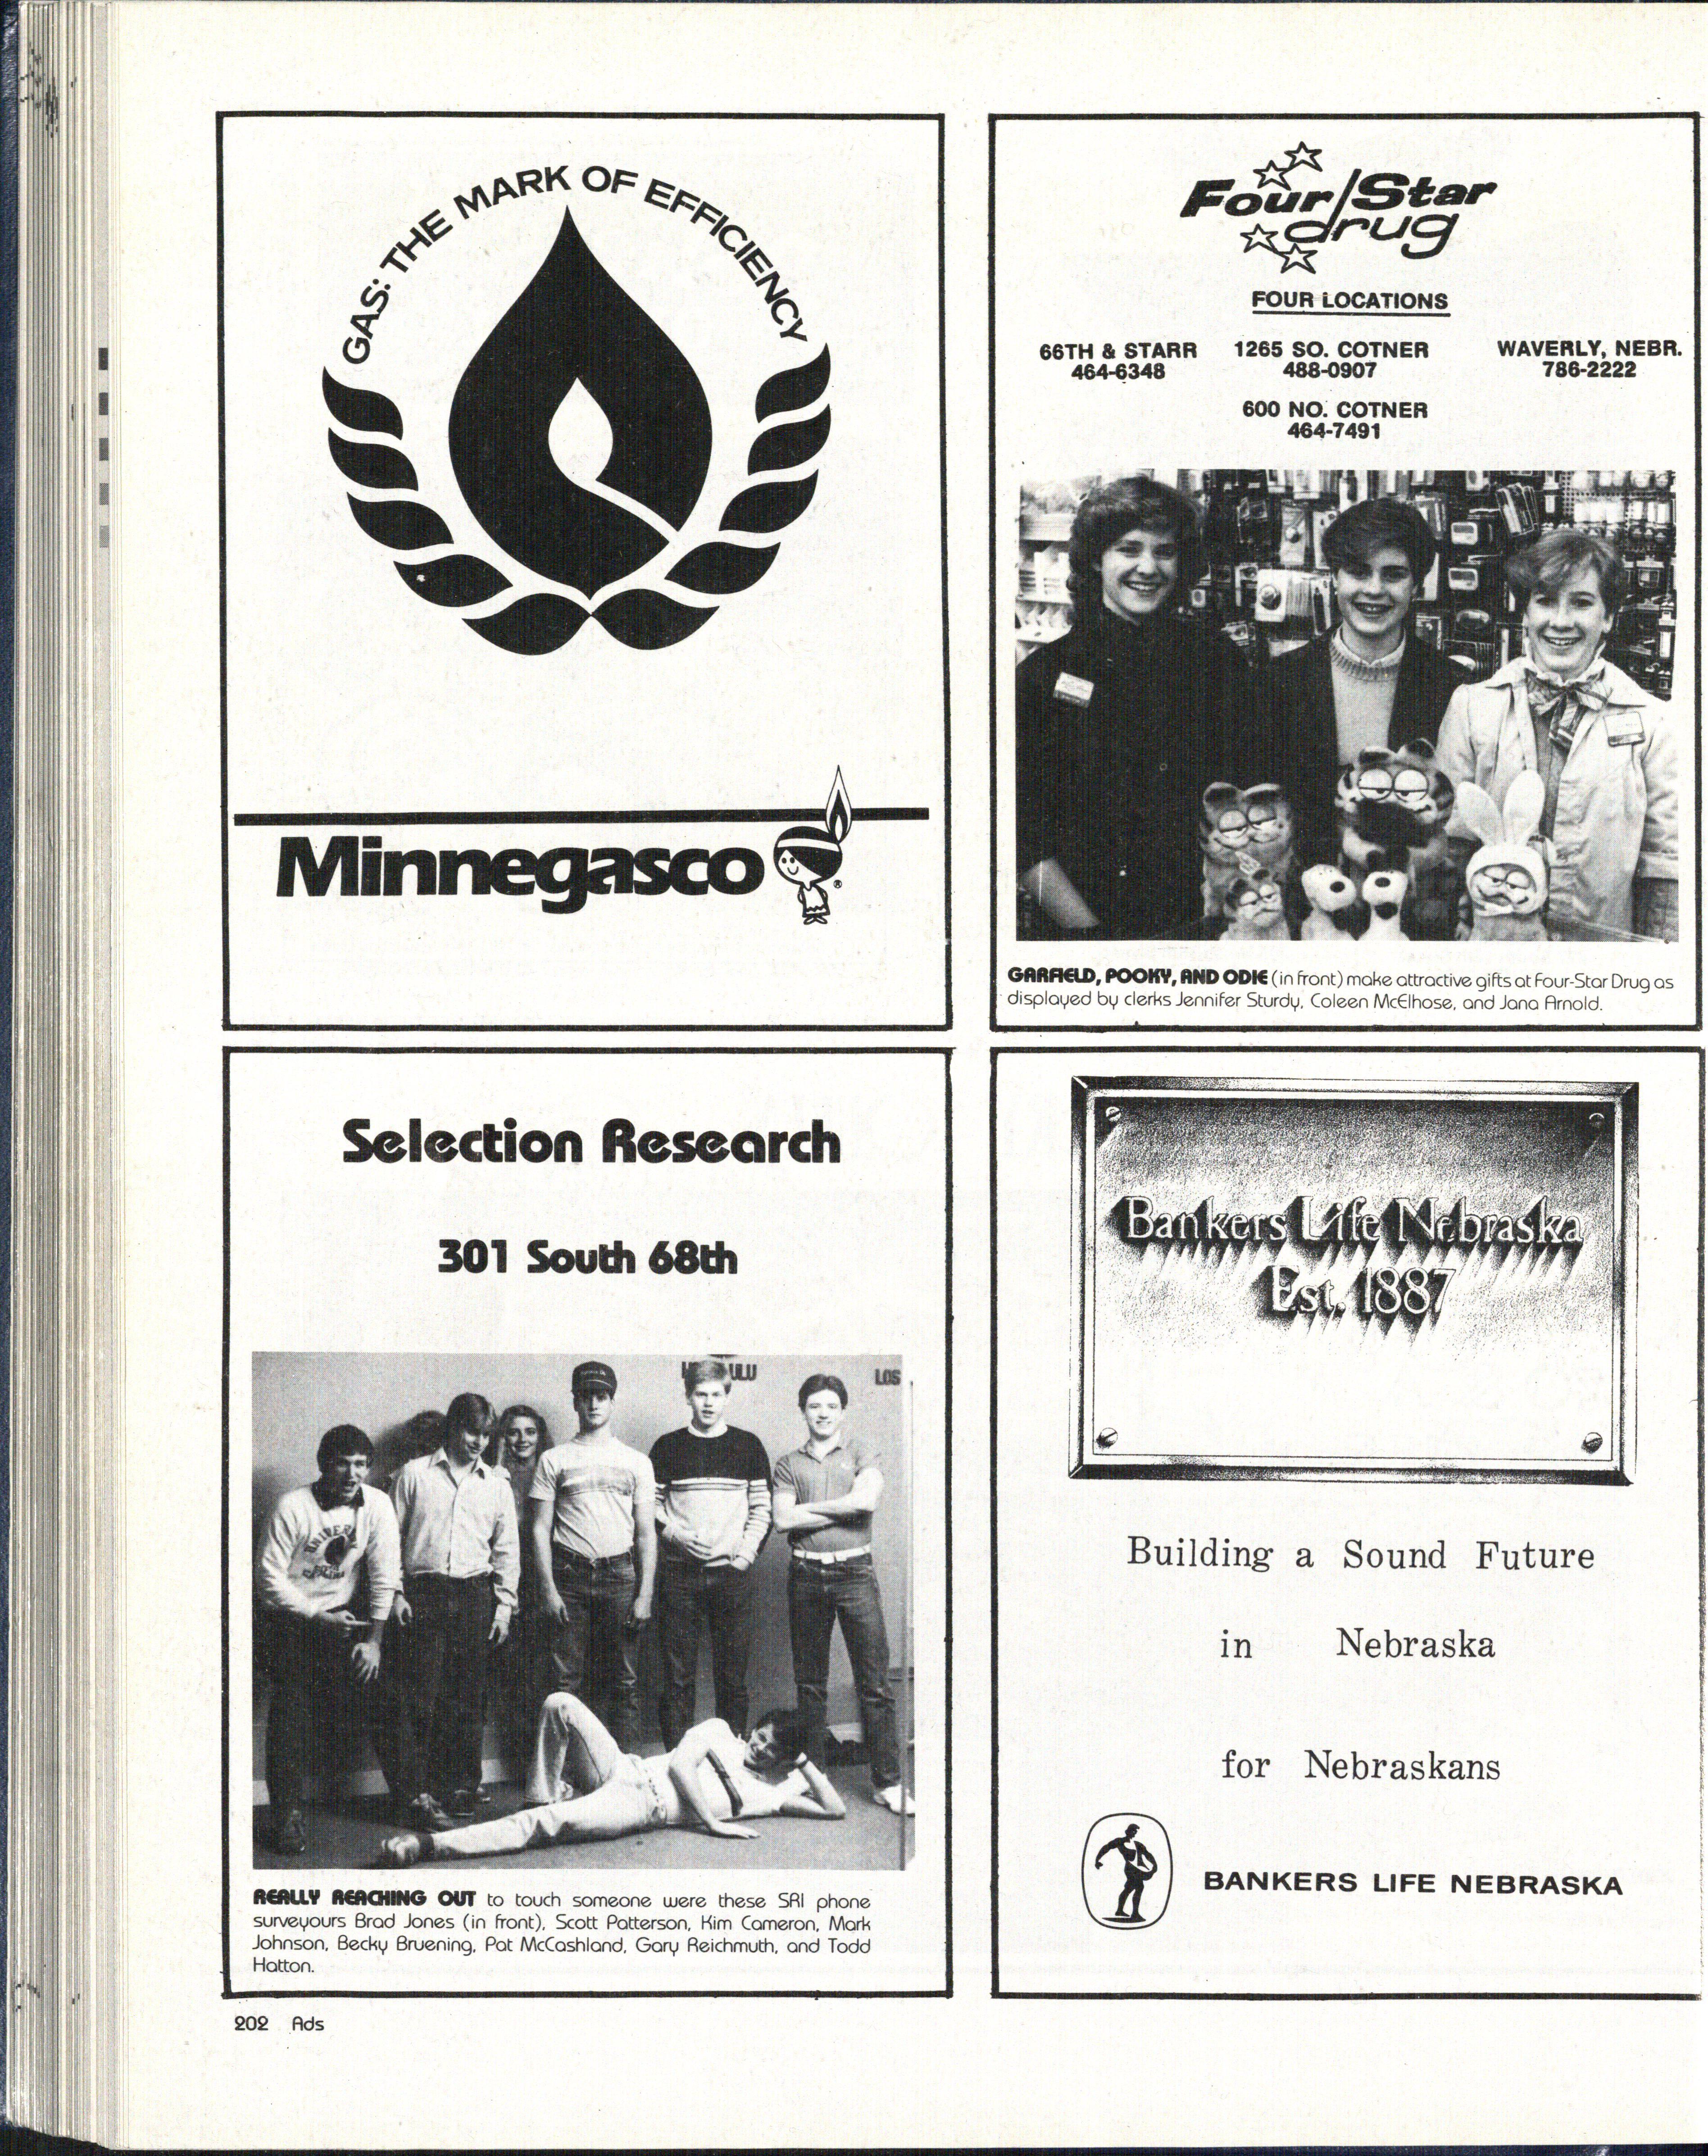 GAS: THE MARK OF EFFICIENCY
Minnegasco
®
Four/Star
drug
FOUR LOCATIONS
66TH & STARR
464-6348
1265 SO. COTNER
488-0907
WAVERLY, NEBR.
786-2222
600 NO. COTNER
464-7491
GARFIELD, POOKY, AND ODIE (in front) make attractive gifts at Four-Star Drug as
displayed by clerks Jennifer Sturdy, Coleen McElhose, and Jana Arnold.
Selection Research
301 South 68th
ULU
LOS
UNIVER
REALLY REACHING OUT to touch someone were these SRI phone
surveyours Brad Jones (in front), Scott Patterson, Kim Cameron, Mark
Johnson, Becky Bruening, Pat McCashland, Gary Reichmuth, and Todd
Hatton.
Bankers Life Nebraska
Est. 1887
Building a Sound Future
in Nebraska
for Nebraskans
BANKERS LIFE NEBRASKA
202 Ads